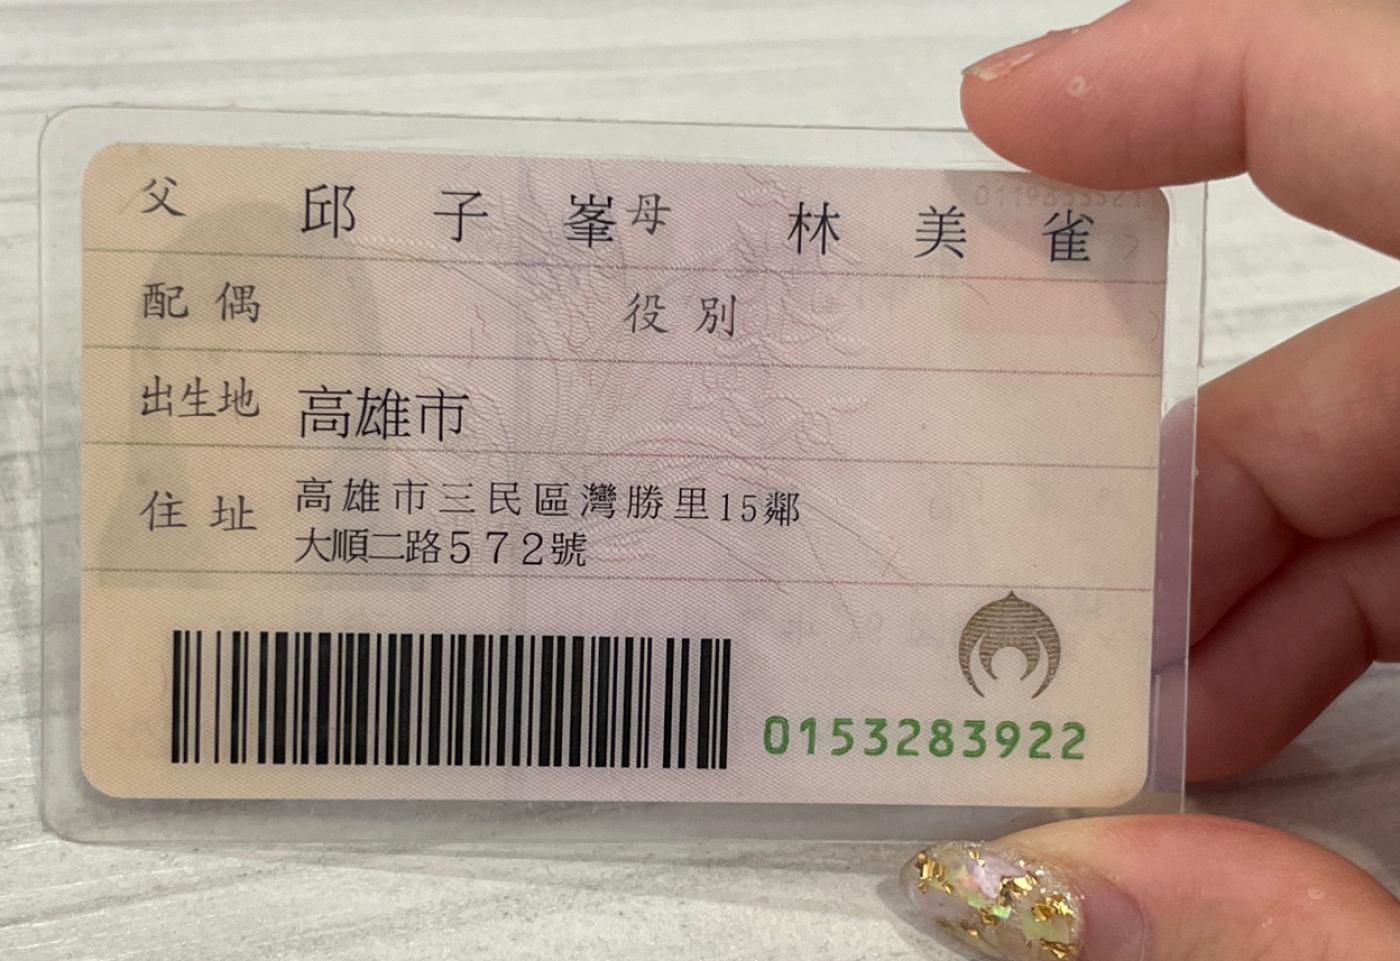 父 邱子峯 母 林美雀
配偶 役別
出生地 高雄市
住址 高雄市三民區灣勝里15鄰
大順二路572號
0153283922